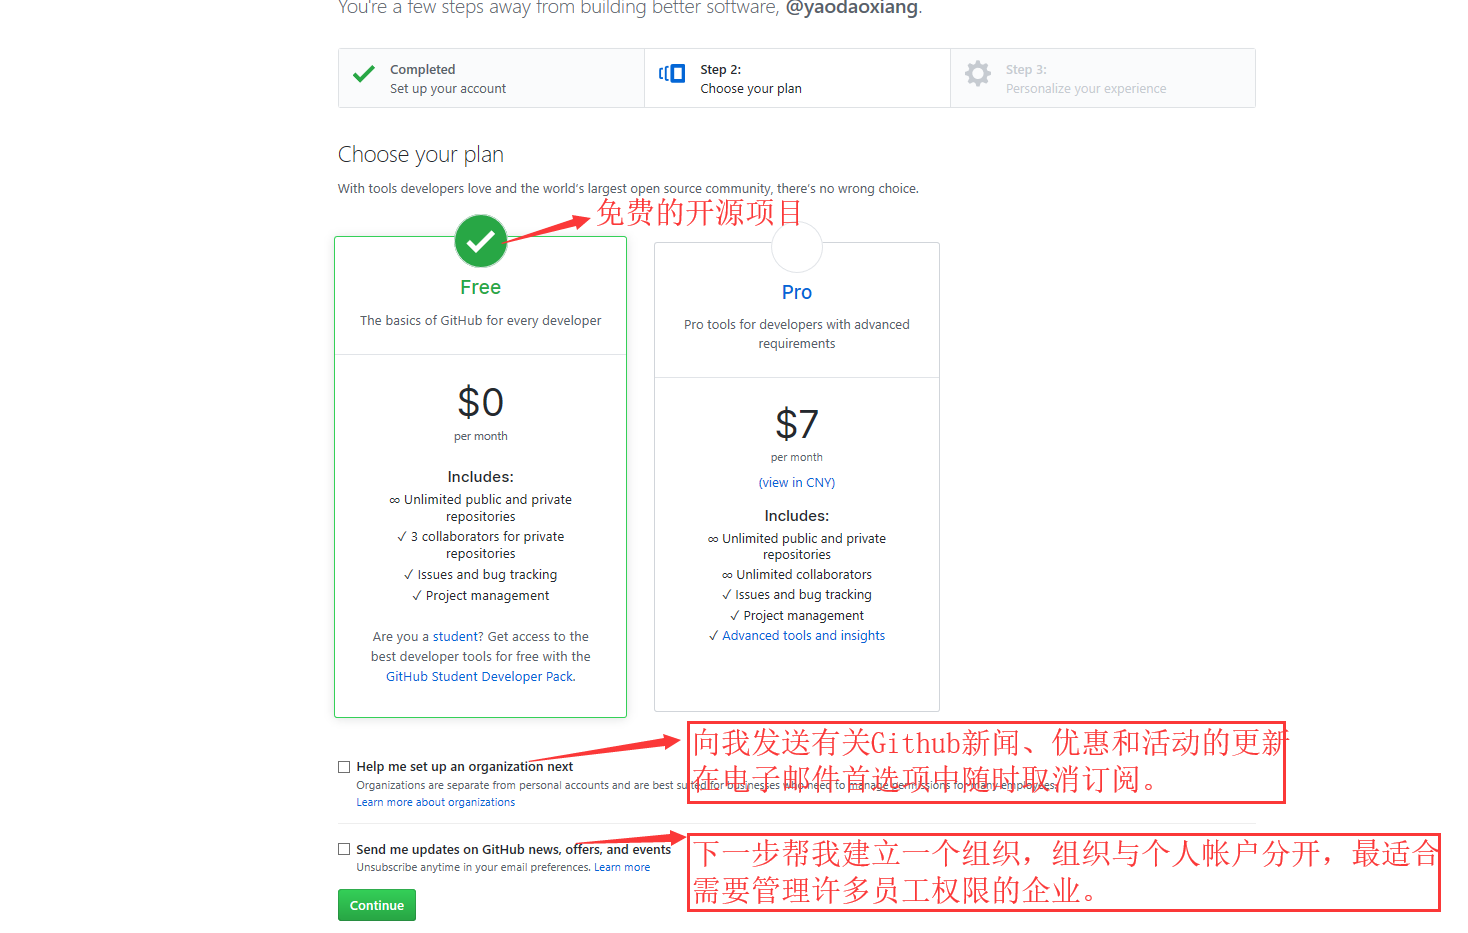 You're a few steps away from building better software, @yaodaoxiang.
Completed
Set up your account
Step 2:
Choose your plan
Step 3:
Personalize your experience
Choose your plan
With tools developers love and the world's largest open source community, there's no wrong choice.
免费的开源项目
Free
The basics of GitHub for every developer
$0
per month
Includes:
∞ Unlimited public and private
repositories
✓ 3 collaborators for private
repositories
✓ Issues and bug tracking
✓ Project management
Are you a student? Get access to the
best developer tools for free with the
GitHub Student Developer Pack.
Pro
Pro tools for developers with advanced
requirements
$7
per month
(view in CNY)
Includes:
∞ Unlimited public and private
repositories
∞ Unlimited collaborators
✓ Issues and bug tracking
✓ Project management
✓ Advanced tools and insights
Help me set up an organization next
Organizations are separate from personal accounts and are best suited for businesses who need to manage permissions for many employees.
Learn more about organizations
向我发送有关Github新闻、优惠和活动的更新
在电子邮件首选项中随时取消订阅。
Send me updates on GitHub news, offers, and events
Unsubscribe anytime in your email preferences. Learn more
下一步帮我建立一个组织，组织与个人帐户分开，最适合
需要管理许多员工权限的企业。
Continue